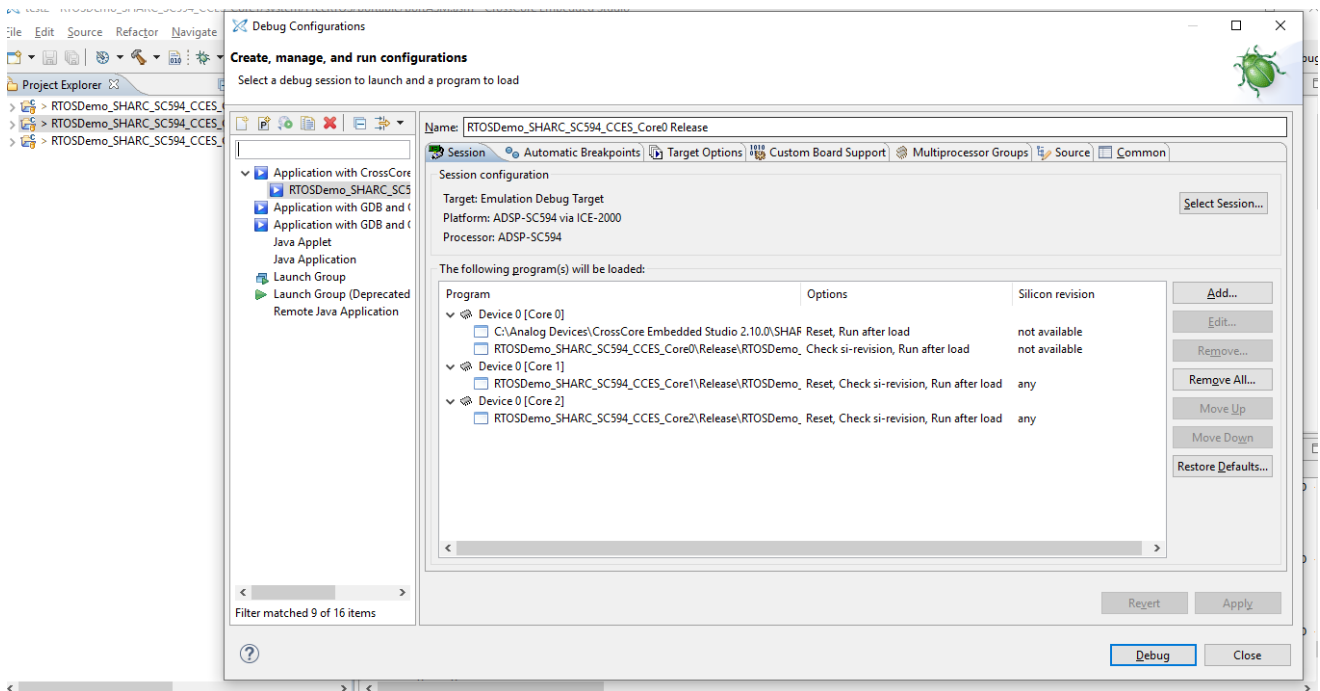 Debug Configurations
File Edit Source Refactor Navigate
Create, manage, and run configurations
Select a debug session to launch and a program to load
Project Explorer
> RTOSDemo_SHARC_SC594_CCES_
> RTOSDemo_SHARC_SC594_CCES_
> RTOSDemo_SHARC_SC594_CCES_
Name: RTOSDemo_SHARC_SC594_CCES_Core0 Release
Session Automatic Breakpoints Target Options Custom Board Support Multiprocessor Groups Source Common
Application with CrossCore
RTOSDemo_SHARC_SC5
Application with GDB and
Application with GDB and
Java Applet
Java Application
Launch Group
Launch Group (Deprecated
Remote Java Application
Filter matched 9 of 16 items
Session configuration
Target: Emulation Debug Target
Platform: ADSP-SC594 via ICE-2000
Processor: ADSP-SC594
Select Session...
The following program(s) will be loaded:
Program Options Silicon revision
Device 0 [Core 0]
C:\Analog Devices\CrossCore Embedded Studio 2.10.0\SHAR Reset, Run after load not available
RTOSDemo_SHARC_SC594_CCES_Core0\Release\RTOSDemo_ Check si-revision, Run after load not available
Device 0 [Core 1]
RTOSDemo_SHARC_SC594_CCES_Core1\Release\RTOSDemo_ Reset, Check si-revision, Run after load any
Device 0 [Core 2]
RTOSDemo_SHARC_SC594_CCES_Core2\Release\RTOSDemo_ Reset, Check si-revision, Run after load any
Add...
Edit...
Remove...
Remove All...
Move Up
Move Down
Restore Defaults...
Revert Apply
Debug Close